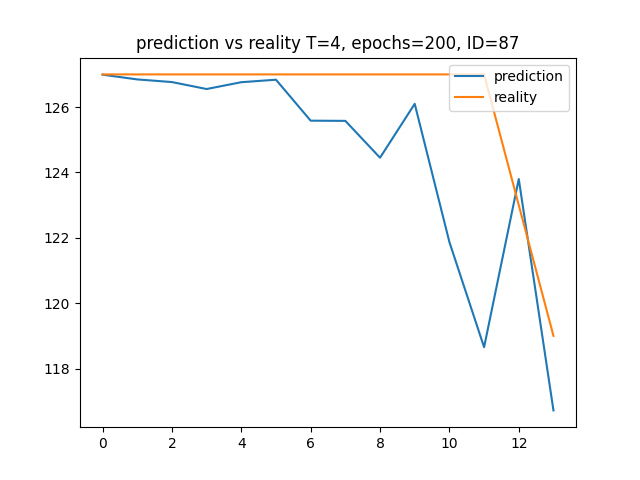 prediction vs reality T=4, epochs=200, ID=87
prediction
reality
126
124
122
120
118
0 2 4 6 8 10 12